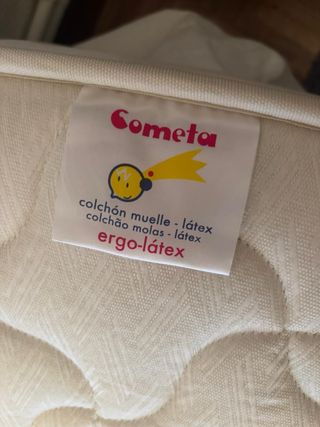 Cometa
colchón muelle - látex
colchão molas - látex
ergo-látex